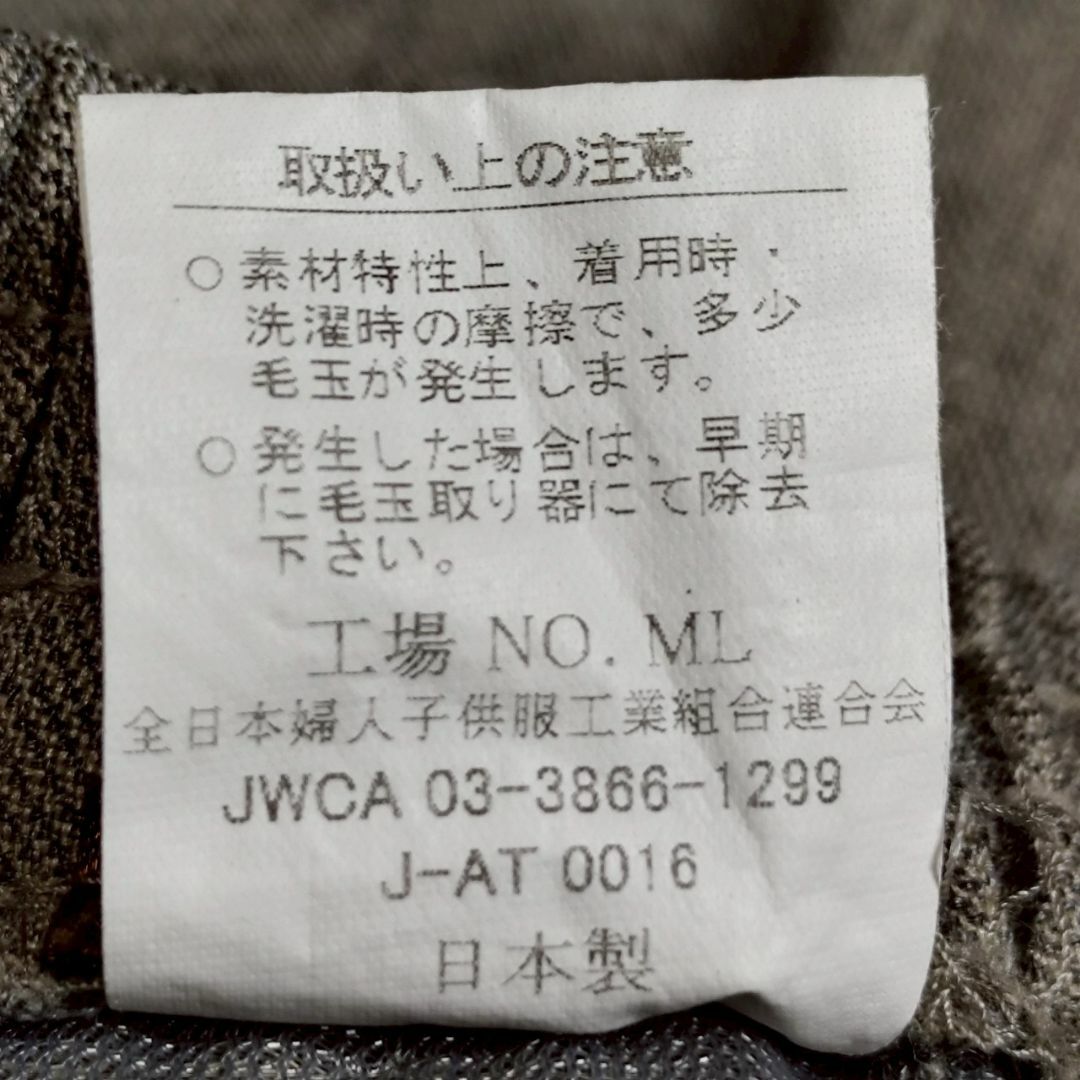 取扱い上の注意
○ 素材特性上、着用時・
洗濯時の摩擦で、多少
毛玉が発生します。
○ 発生した場合は、早期
に毛玉取り器にて除去
下さい。
工場 NO. ML
全日本婦人子供服工業組合連合会
JWCA 03-3866-1299
J-AT 0016
日本製